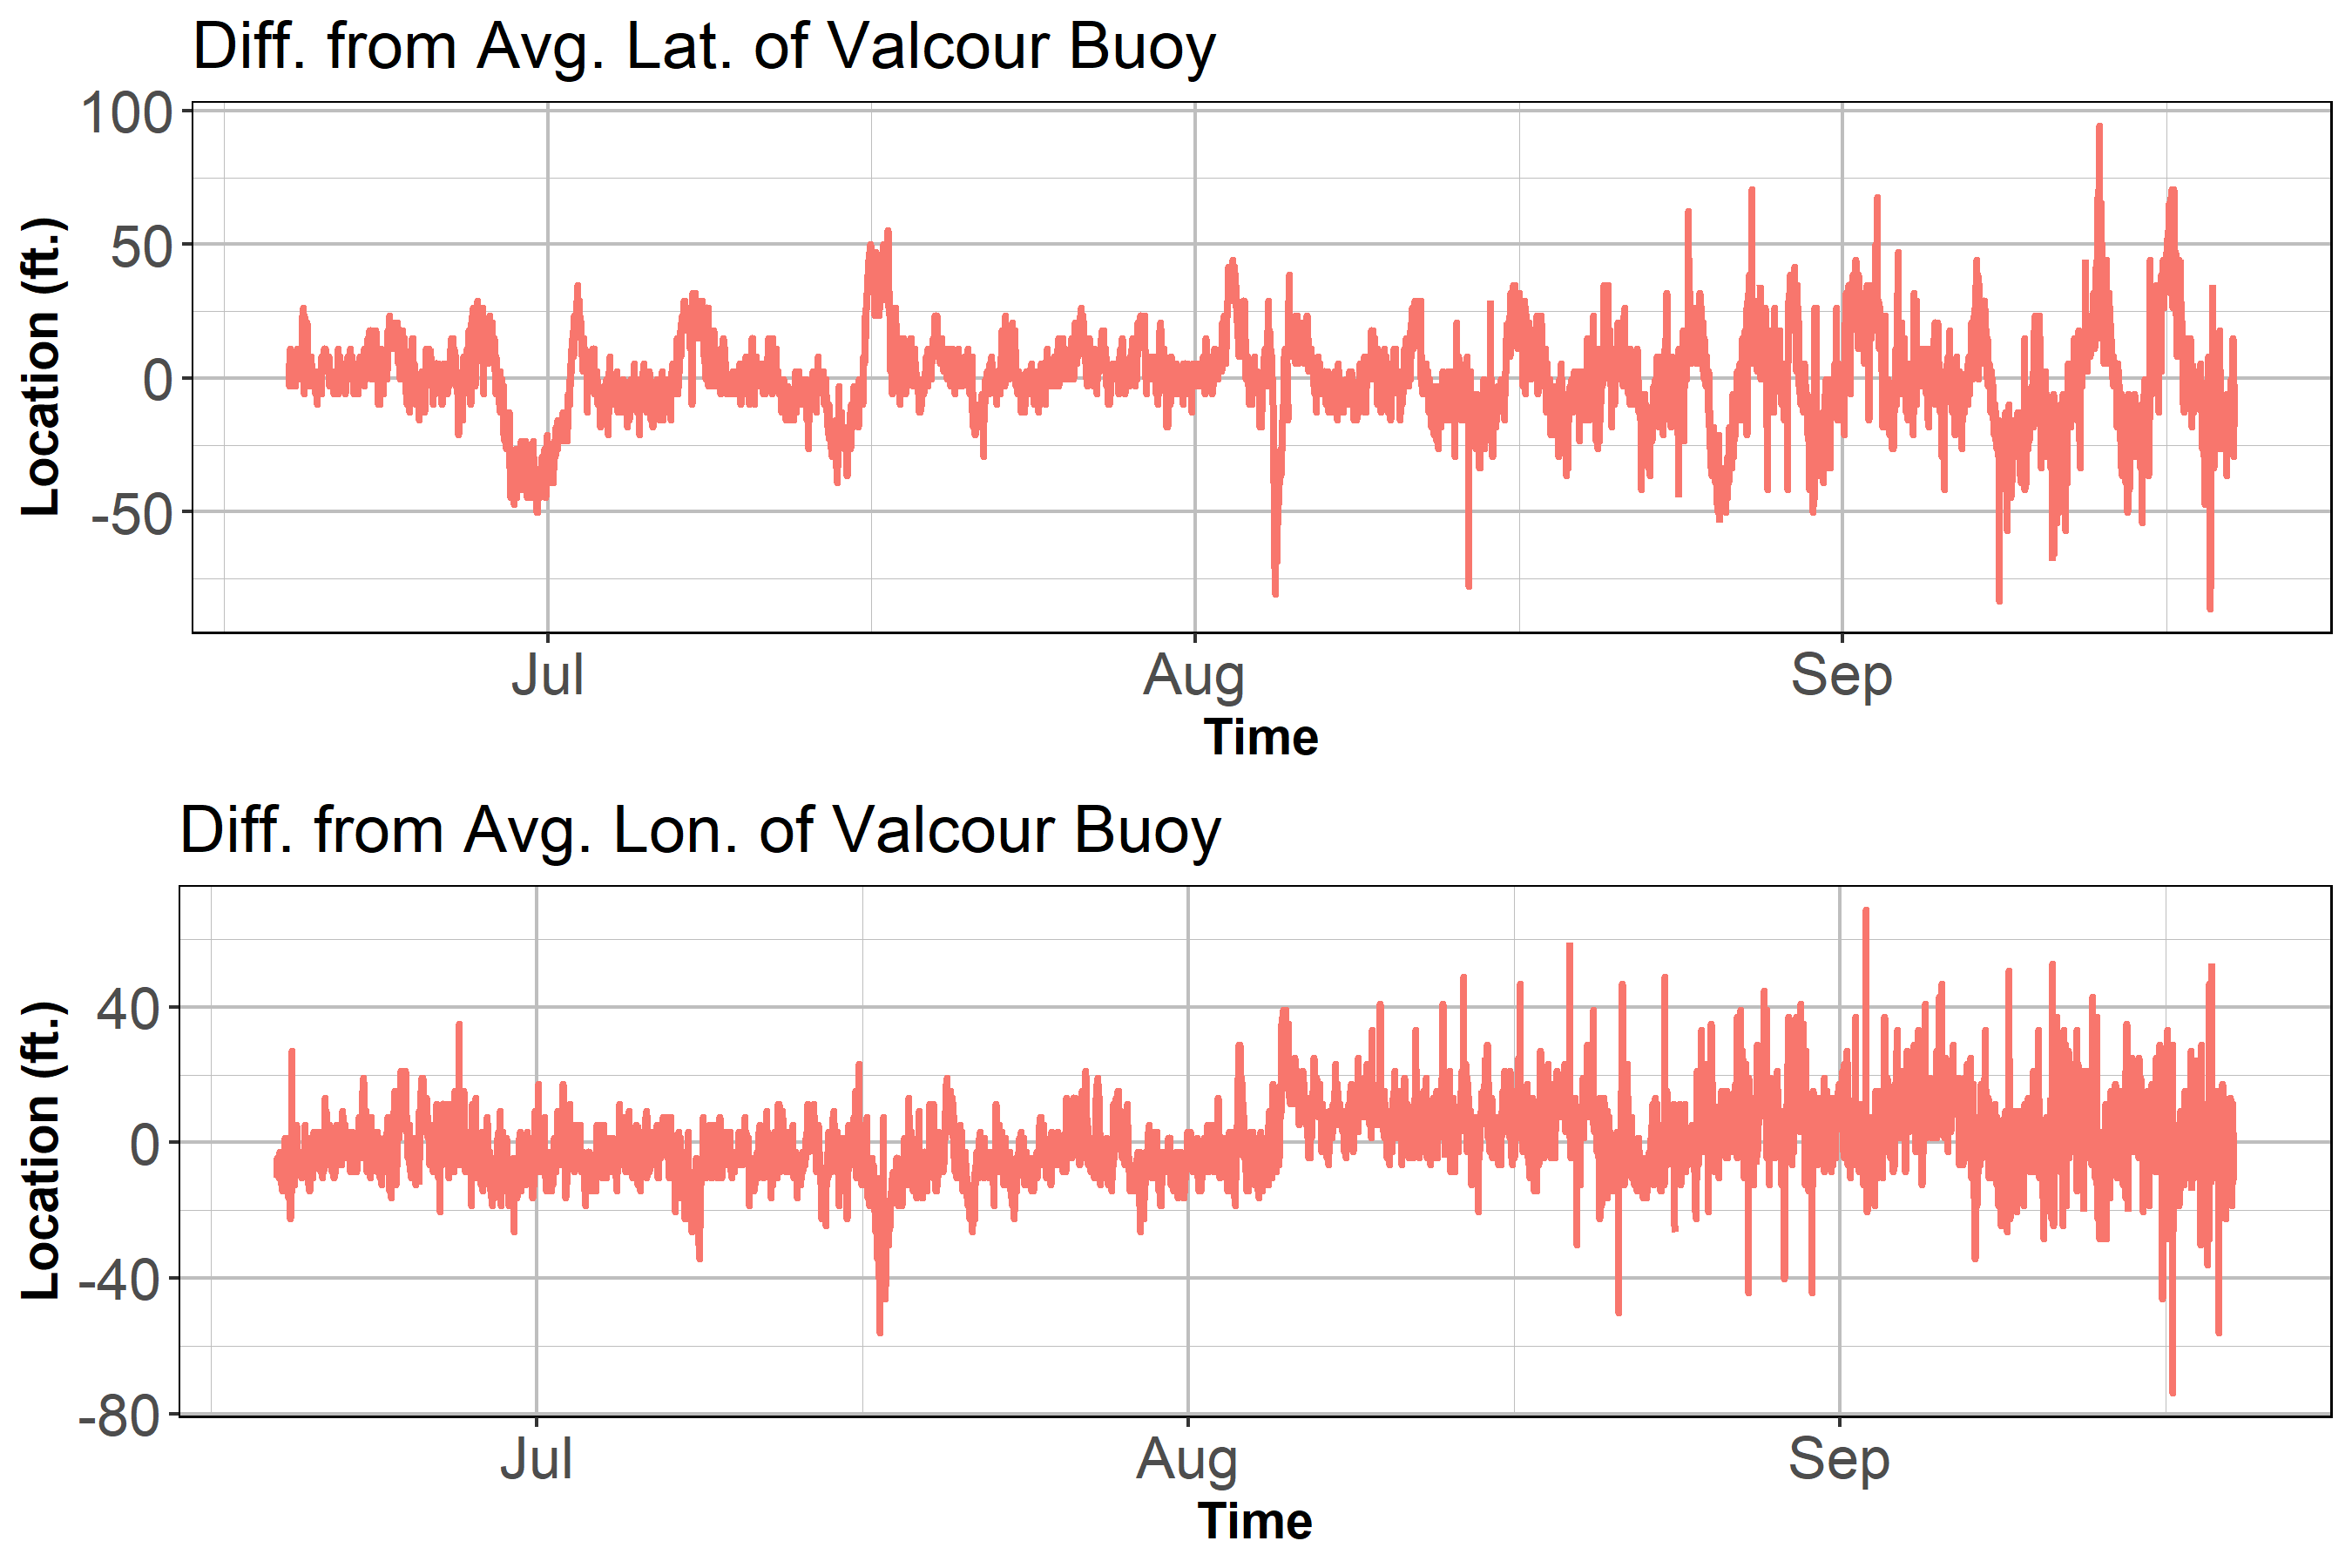 Diff. from Avg. Lat. of Valcour Buoy
100
50
0
-50
Location (ft.)
Jul Aug Sep
Time
Diff. from Avg. Lon. of Valcour Buoy
40
0
-40
-80
Location (ft.)
Jul Aug Sep
Time